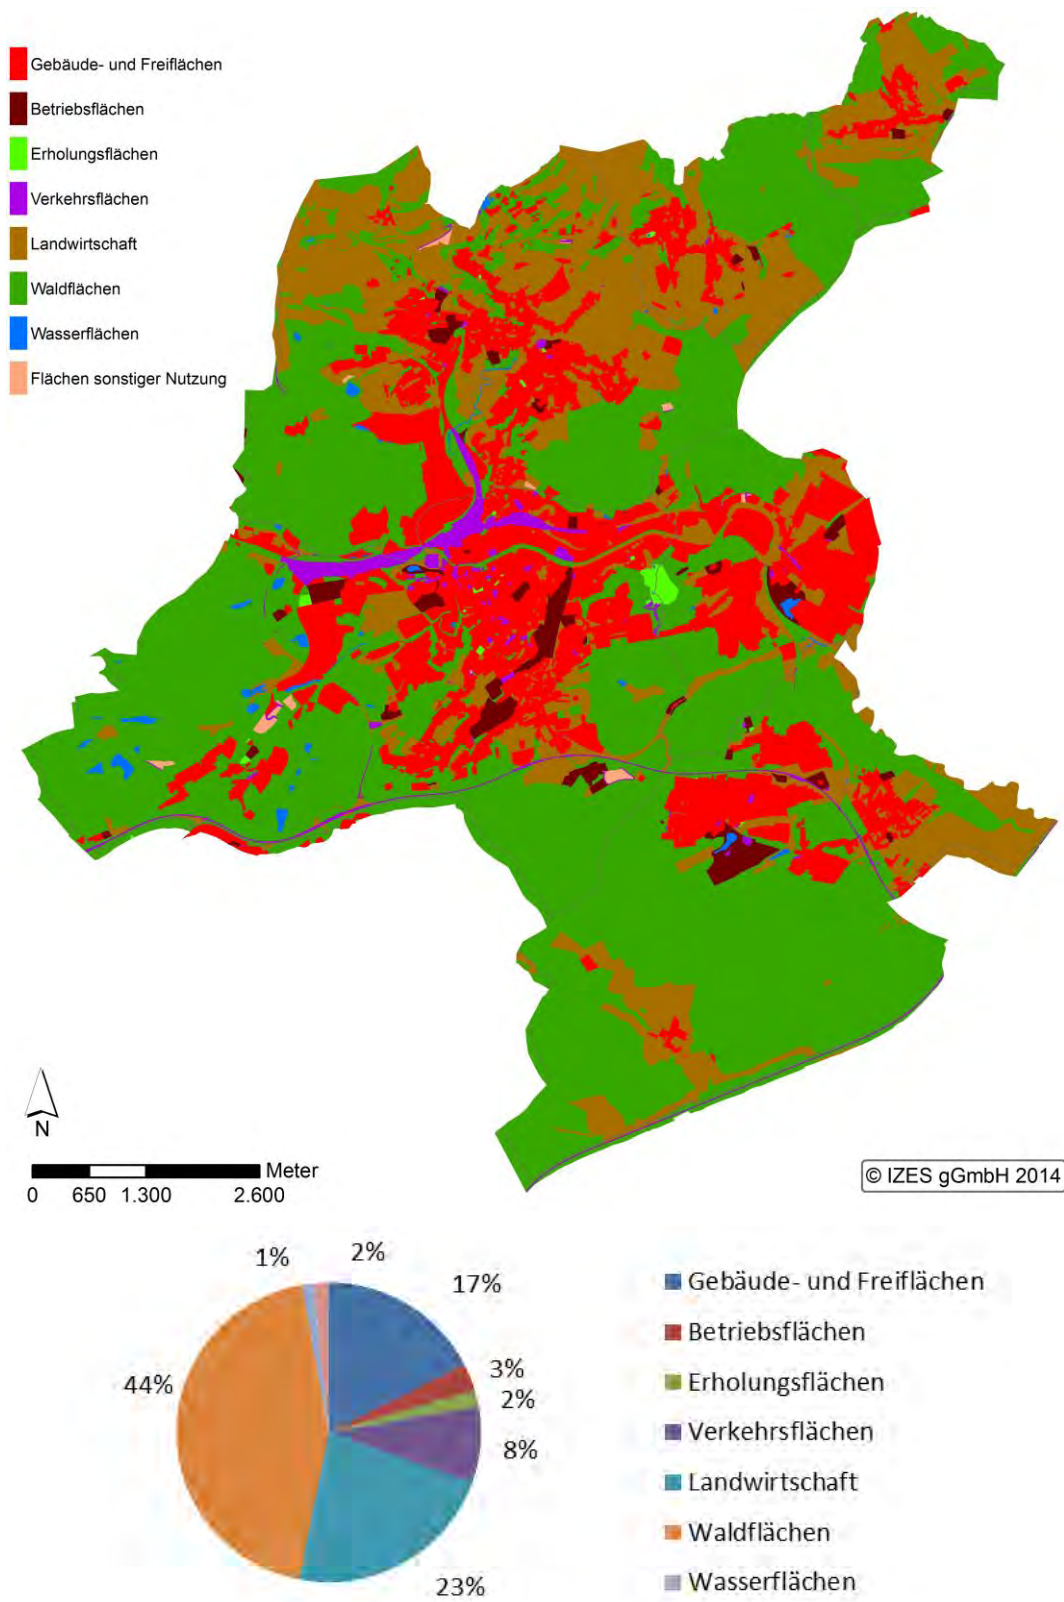 Gebäude- und Freiflächen
Betriebsflächen
Erholungsflächen
Verkehrsflächen
Landwirtschaft
Waldflächen
Wasserflächen
Flächen sonstiger Nutzung
N
Meter
0 650 1.300 2.600
© IZES gGmbH 2014
1%
2%
17%
3%
2%
8%
23%
44%
Gebäude- und Freiflächen
Betriebsflächen
Erholungsflächen
Verkehrsflächen
Landwirtschaft
Waldflächen
Wasserflächen